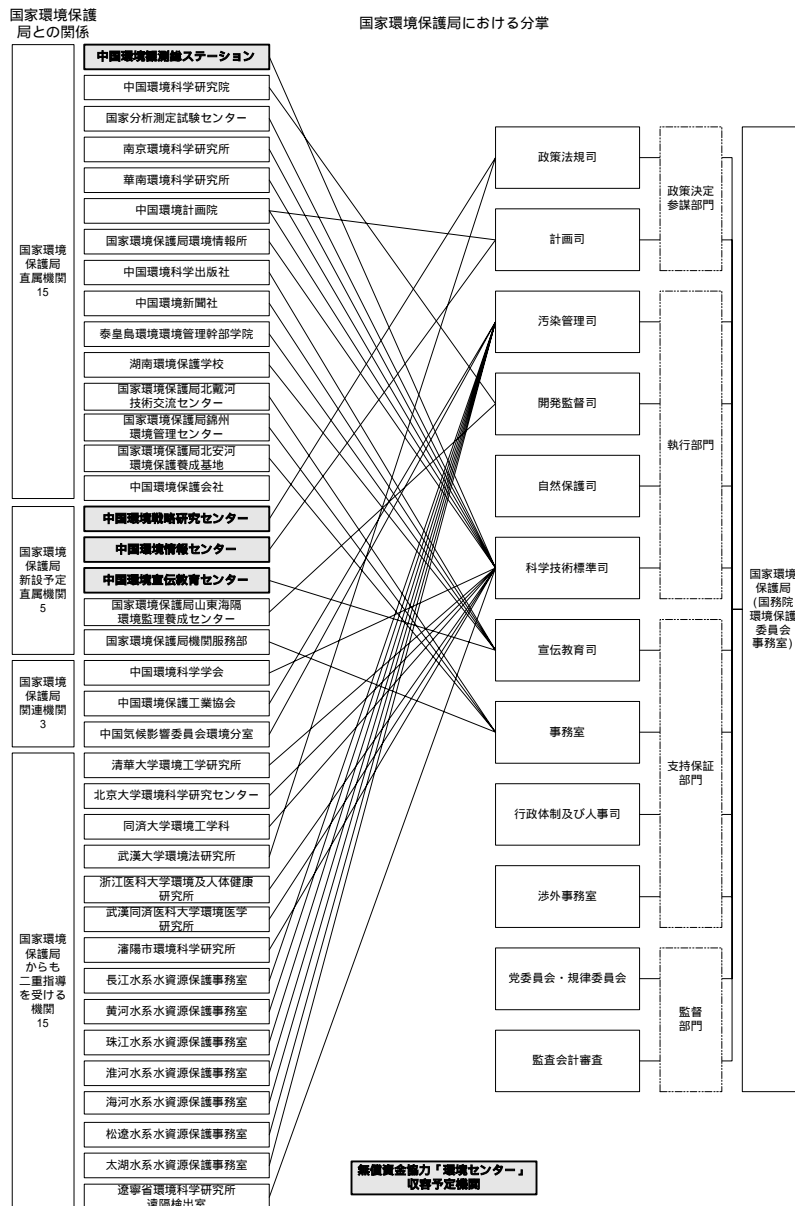 国家環境保護
局との関係
国家環境保護局における分掌
国家環境
保護局
直属機関
15
中国環境観測総ステーション
中国環境科学研究院
国家分析測定試験センター
南京環境科学研究所
華南環境科学研究所
中国環境計画院
国家環境保護局環境情報所
中国環境科学出版社
中国環境新聞社
泰皇島環境環境管理幹部学院
湖南環境保護学校
国家環境保護局北戴河
技術交流センター
国家環境保護局錦州
環境管理センター
国家環境保護局北安河
環境保護養成基地
中国環境保護会社
国家環境
保護局
新設予定
直属機関
5
中国環境戦略研究センター
中国環境情報センター
中国環境宣伝教育センター
国家環境保護局山東海隔
環境監理養成センター
国家環境保護局機関服務部
国家環境
保護局
関連機関
3
中国環境科学学会
中国環境保護工業協会
中国気候影響委員会環境分室
国家環境
保護局
からも
二重指導
を受ける
機関
15
清華大学環境工学研究所
北京大学環境科学研究センター
同済大学環境工学科
武漢大学環境法研究所
浙江医科大学環境及人体健康
研究所
武漢同済医科大学環境医学
研究所
瀋陽市環境科学研究所
長江水系水資源保護事務室
黄河水系水資源保護事務室
珠江水系水資源保護事務室
淮河水系水資源保護事務室
海河水系水資源保護事務室
松遼水系水資源保護事務室
太湖水系水資源保護事務室
遼寧省環境科学研究所
遠隔検出室
政策法規司
計画司
汚染管理司
開発監督司
自然保護司
科学技術標準司
宣伝教育司
事務室
行政体制及び人事司
渉外事務室
党委員会・規律委員会
監査会計審査
政策決定
参謀部門
執行部門
支持保証
部門
監督
部門
国家環境
保護局
(国務院
環境保護
委員会
事務室)
無償資金協力「環境センター」
収容予定機関